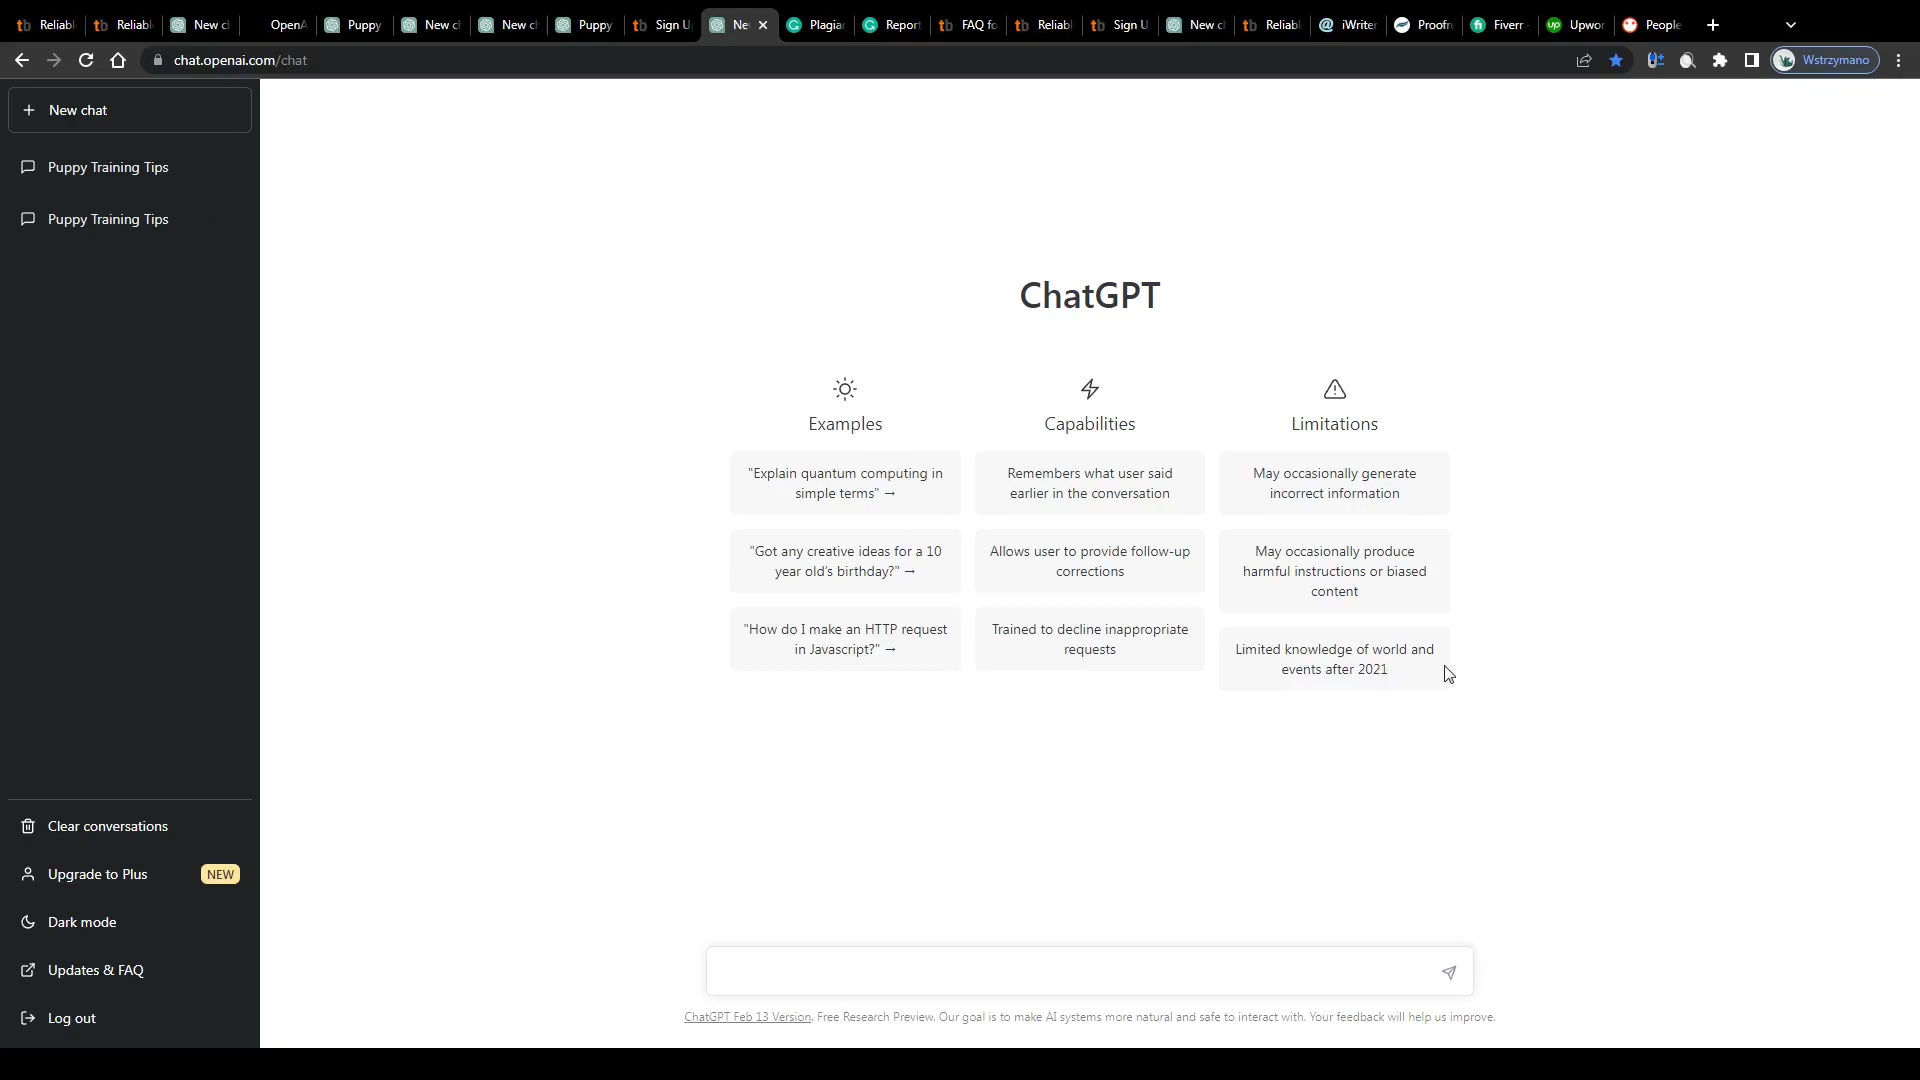 Reliabl
Reliabl
New ch
OpenA
Puppy
New ch
New ch
Puppy
Sign U
Ne
Plagiar
Report
FAQ fo
Reliabl
Sign U
New ch
Reliabl
iWriter
Proofr
Fiverr
Upwor
People
chat.openai.com/chat
Wstrzymano
New chat
Puppy Training Tips
Puppy Training Tips
ChatGPT
Examples
Capabilities
Limitations
"Explain quantum computing in
simple terms" →
Remembers what user said
earlier in the conversation
May occasionally generate
incorrect information
"Got any creative ideas for a 10
year old's birthday?" →
Allows user to provide follow-up
corrections
May occasionally produce
harmful instructions or biased
content
"How do I make an HTTP request
in Javascript?" →
Trained to decline inappropriate
requests
Limited knowledge of world and
events after 2021
Clear conversations
Upgrade to Plus
NEW
Dark mode
Updates & FAQ
Log out
ChatGPT Feb 13 Version. Free Research Preview. Our goal is to make AI systems more natural and safe to interact with. Your feedback will help us improve.